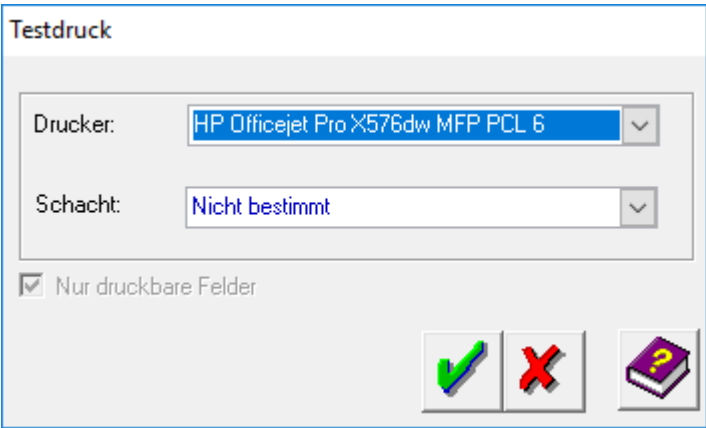 Testdruck
Drucker: HP Officejet Pro X576dw MFP PCL 6
Schacht: Nicht bestimmt
Nur druckbare Felder
?